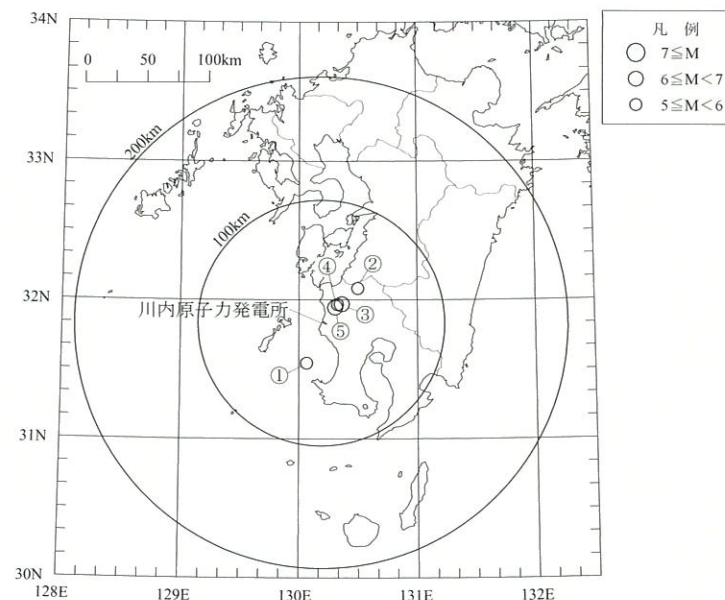 34N
33N
32N
31N
30N
128E
129E
130E
131E
132E
0 50 100km
200km
100km
④
②
川内原子力発電所
③
⑤
①
凡 例
7≦M
6≦M<7
5≦M<6